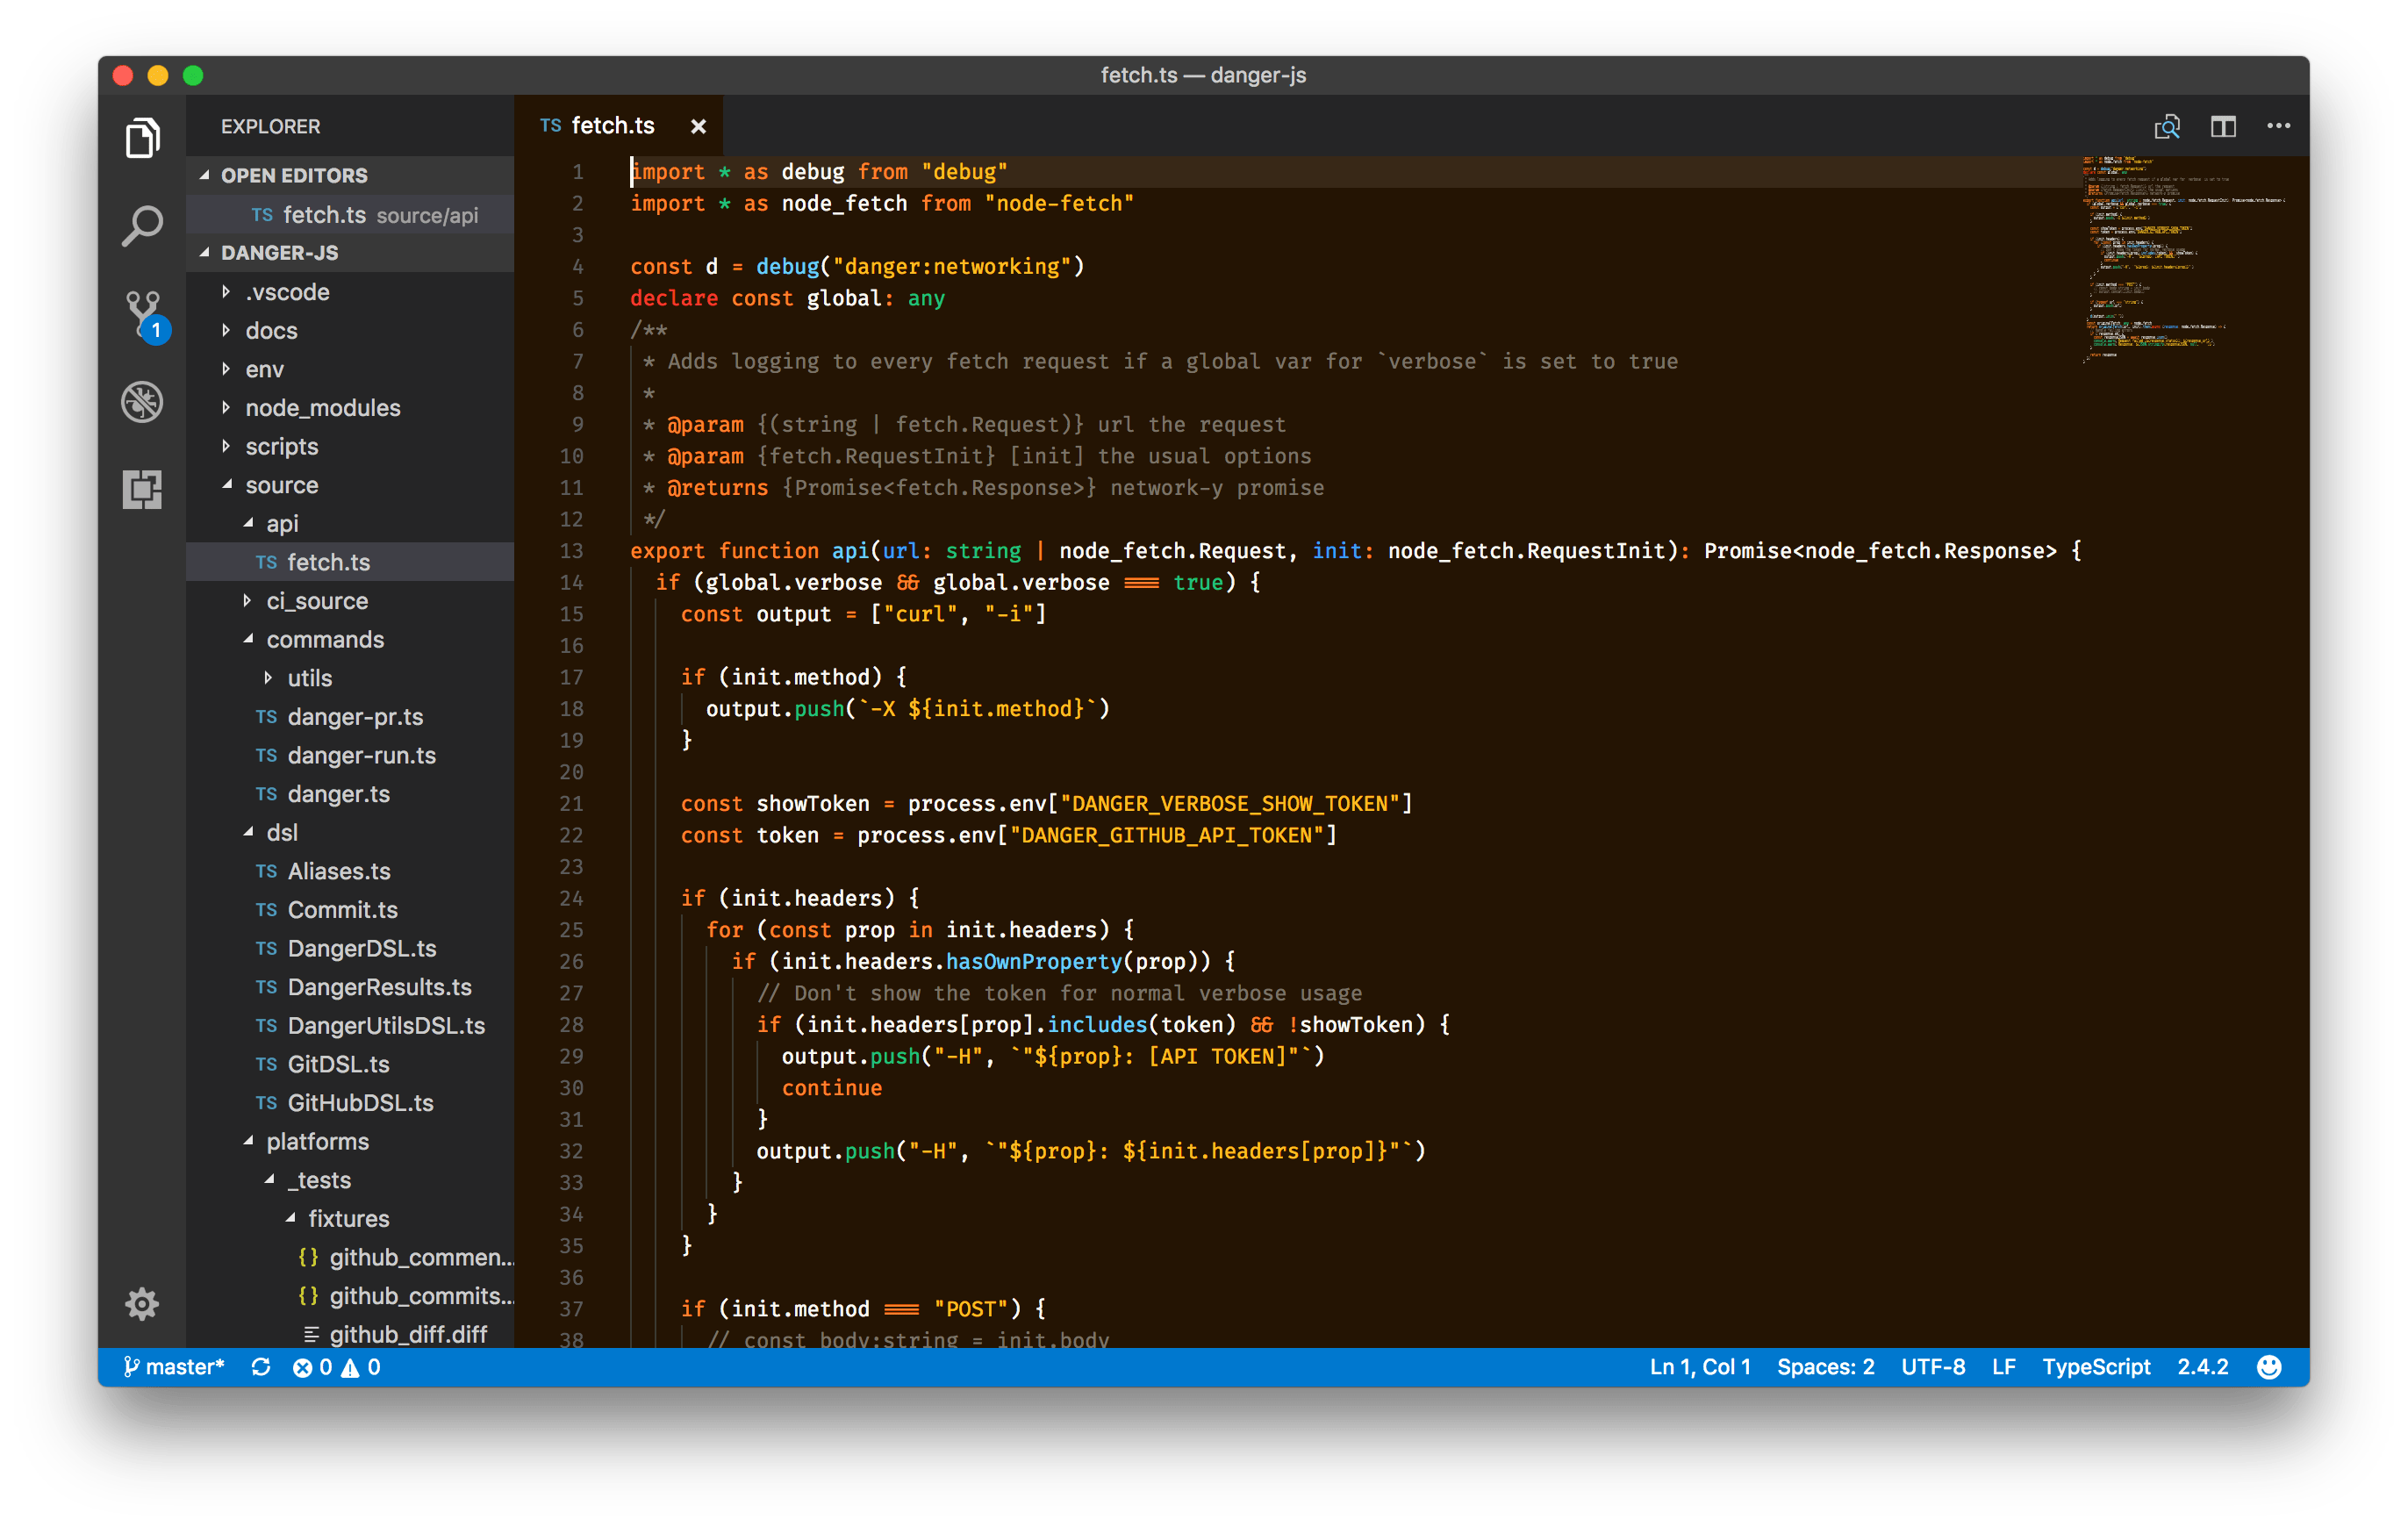 fetch.ts — danger-js
EXPLORER
OPEN EDITORS
TS fetch.ts source/api
DANGER-JS
.vscode
docs
env
node_modules
scripts
source
api
TS fetch.ts
ci_source
commands
utils
TS danger-pr.ts
TS danger-run.ts
TS danger.ts
dsl
TS Aliases.ts
TS Commit.ts
TS DangerDSL.ts
TS DangerResults.ts
TS DangerUtilsDSL.ts
TS GitDSL.ts
TS GitHubDSL.ts
platforms
_tests
fixtures
{} github_commen...
{} github_commits...
github_diff.diff
1
TS fetch.ts ×
1 import * as debug from "debug"
2 import * as node_fetch from "node-fetch"
3
4 const d = debug("danger:networking")
5 declare const global: any
6 /**
7 * Adds logging to every fetch request if a global var for `verbose` is set to true
8 *
9 * @param {(string | fetch.Request)} url the request
10 * @param {fetch.RequestInit} [init] the usual options
11 * @returns {Promise<fetch.Response>} network-y promise
12 */
13 export function api(url: string | node_fetch.Request, init: node_fetch.RequestInit): Promise<node_fetch.Response> {
14 if (global.verbose && global.verbose === true) {
15 const output = ["curl", "-i"]
16
17 if (init.method) {
18 output.push(`-X ${init.method}`)
19 }
20
21 const showToken = process.env["DANGER_VERBOSE_SHOW_TOKEN"]
22 const token = process.env["DANGER_GITHUB_API_TOKEN"]
23
24 if (init.headers) {
25 for (const prop in init.headers) {
26 if (init.headers.hasOwnProperty(prop)) {
27 // Don't show the token for normal verbose usage
28 if (init.headers[prop].includes(token) && !showToken) {
29 output.push("-H", `"${prop}: [API TOKEN]"`)
30 continue
31 }
32 output.push("-H", `"${prop}: ${init.headers[prop]}"`)
33 }
34 }
35 }
36
37 if (init.method === "POST") {
38 // const body:string = init.body
master* 0 0
Ln 1, Col 1 Spaces: 2 UTF-8 LF TypeScript 2.4.2